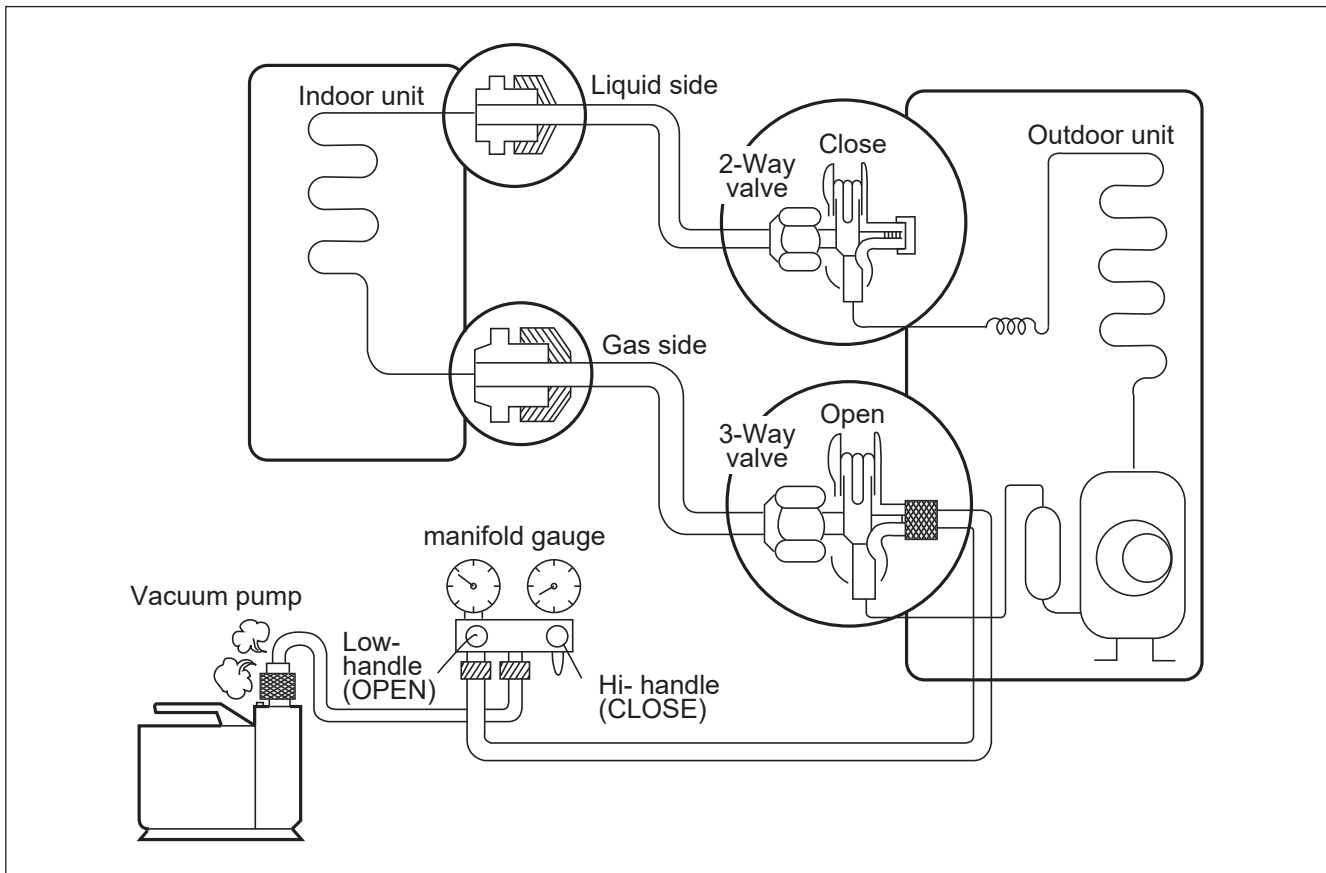 Indoor unit
Liquid side
2-Way
valve
Close
Outdoor unit
Gas side
3-Way
valve
Open
manifold gauge
Vacuum pump
Low-
handle
(OPEN)
Hi- handle
(CLOSE)